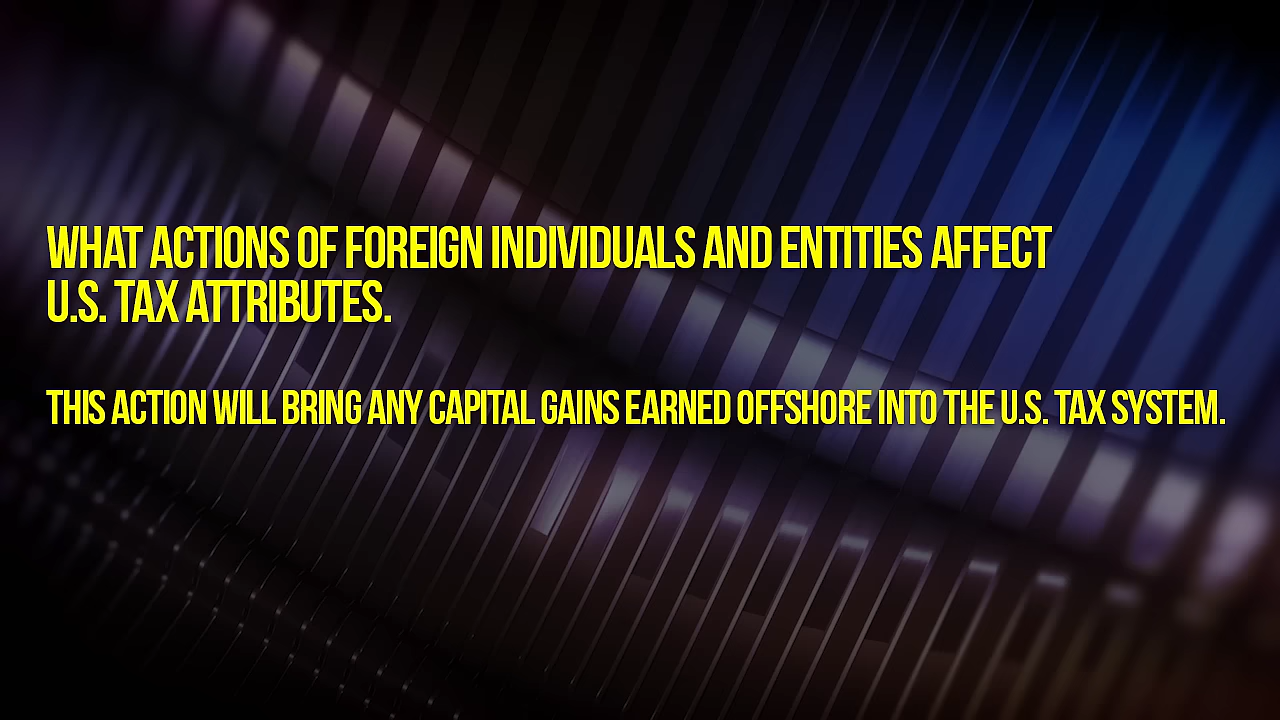 WHAT ACTIONS OF FOREIGN INDIVIDUALS AND ENTITIES AFFECT
U.S. TAX ATTRIBUTES.
THIS ACTION WILL BRING ANY CAPITAL GAINS EARNED OFFSHORE INTO THE U.S. TAX SYSTEM.